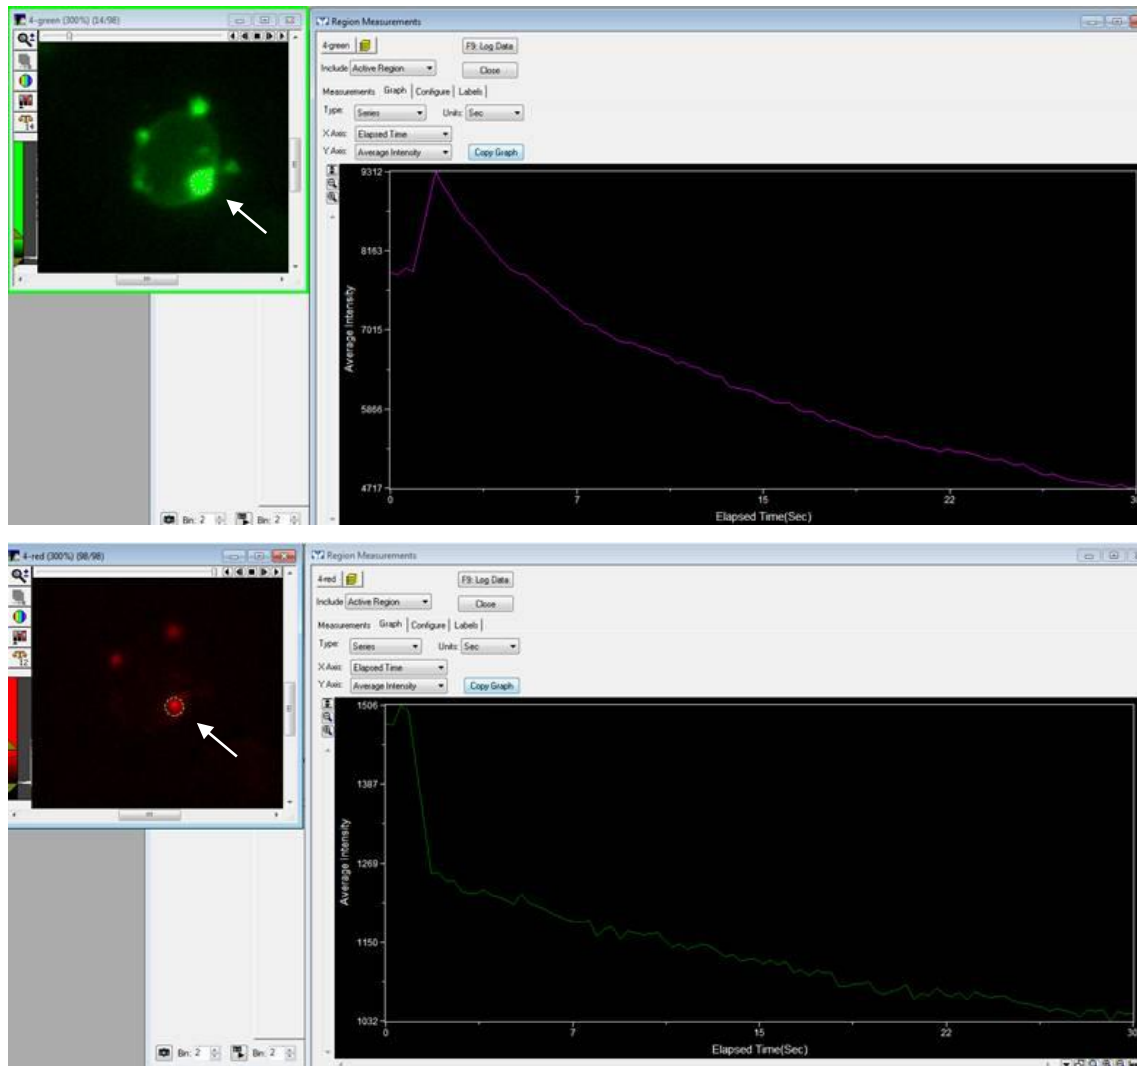 4-green (300%) (14/98)
14
Bin: 2 Bin: 2
Region Measurements
4-green F9: Log Data
Include Active Region Close
Measurements Graph Configure Labels
Type: Series Units: Sec
X Axis: Elapsed Time
Y Axis: Average Intensity Copy Graph
9312
8163
7015
5866
4717
Average Intensity
0 7 15 22 30
Elapsed Time(Sec)
4-red (300%) (98/98)
12
Bin: 2 Bin: 2
Region Measurements
4-red F9: Log Data
Include Active Region Close
Measurements Graph Configure Labels
Type: Series Units: Sec
X Axis: Elapsed Time
Y Axis: Average Intensity Copy Graph
1506
1387
1269
1150
1032
Average Intensity
0 7 15 22 30
Elapsed Time(Sec)